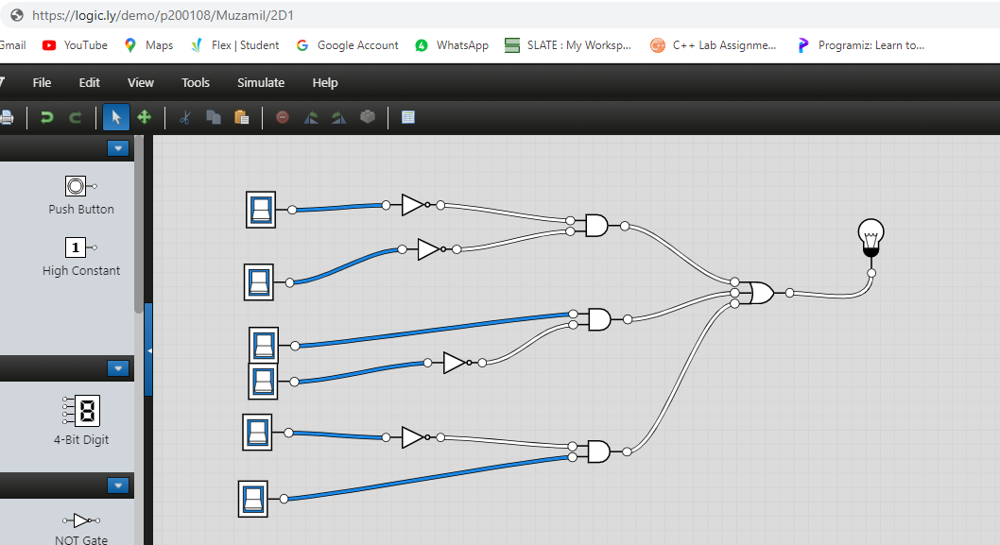 https://logic.ly/demo/p200108/Muzamil/2D1
Gmail YouTube Maps Flex | Student Google Account 4 WhatsApp SLATE : My Worksp... C++ Lab Assignme... Programiz: Learn to...
File Edit View Tools Simulate Help
Push Button
1
High Constant
8
4-Bit Digit
NOT Gate